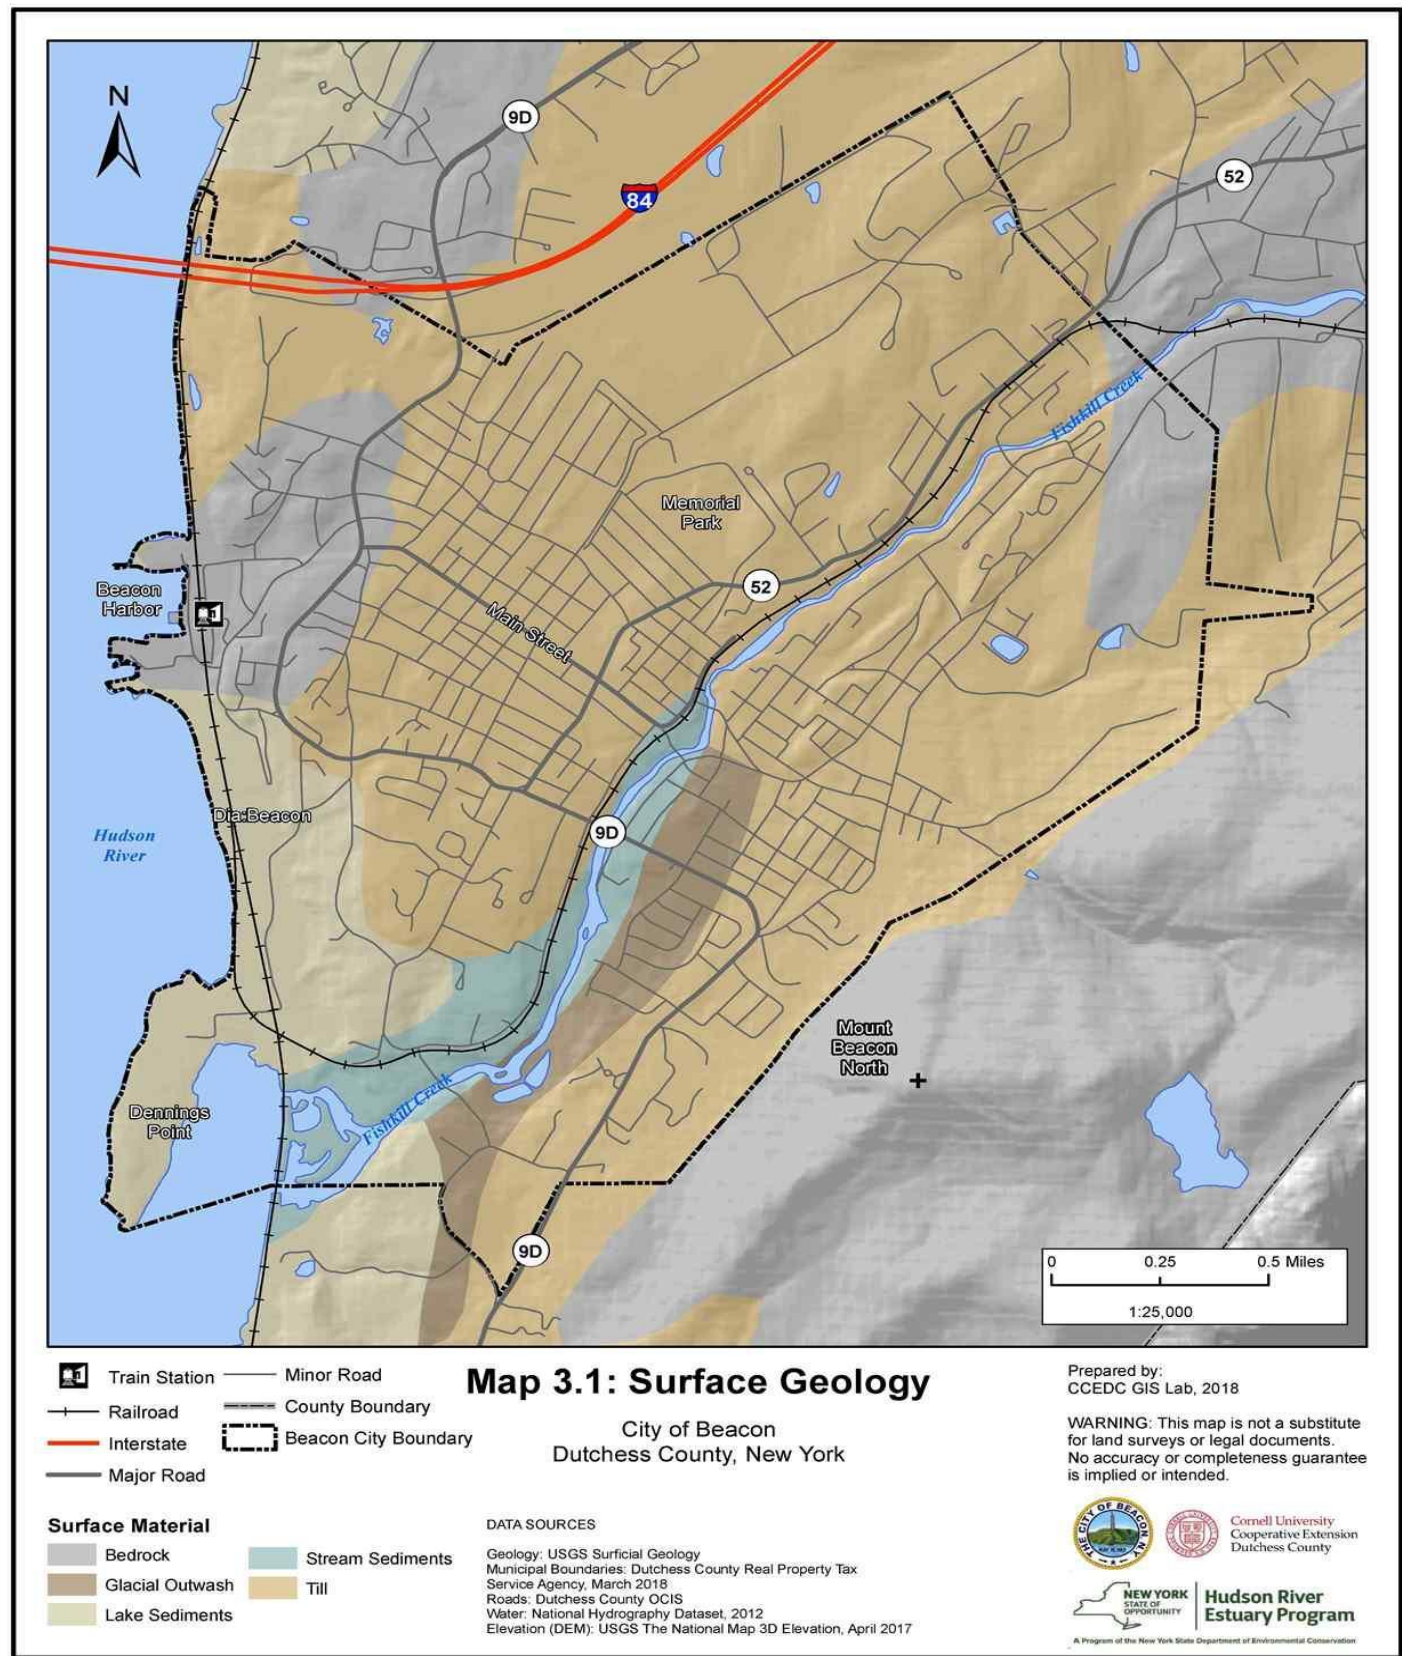 N
9D
84
52
Fishkill Creek
Memorial
Park
Beacon
Harbor
52
Main Street
Hudson
River
Dia:Beacon
9D
Mount
Beacon
North
Dennings
Point
Fishkill Creek
9D
0 0.25 0.5 Miles
1:25,000
Train Station
Railroad
Interstate
Major Road
Minor Road
County Boundary
Beacon City Boundary
Map 3.1: Surface Geology
City of Beacon
Dutchess County, New York
Prepared by:
CCEDC GIS Lab, 2018
WARNING: This map is not a substitute
for land surveys or legal documents.
No accuracy or completeness guarantee
is implied or intended.
Surface Material
Bedrock
Glacial Outwash
Lake Sediments
Stream Sediments
Till
DATA SOURCES
Geology: USGS Surficial Geology
Municipal Boundaries: Dutchess County Real Property Tax
Service Agency, March 2018
Roads: Dutchess County OCIS
Water: National Hydrography Dataset, 2012
Elevation (DEM): USGS The National Map 3D Elevation, April 2017
THE CITY OF BEACON N.Y.
Cornell University
Cooperative Extension
Dutchess County
NEW YORK
STATE OF
OPPORTUNITY
Hudson River
Estuary Program
A Program of the New York State Department of Environmental Conservation